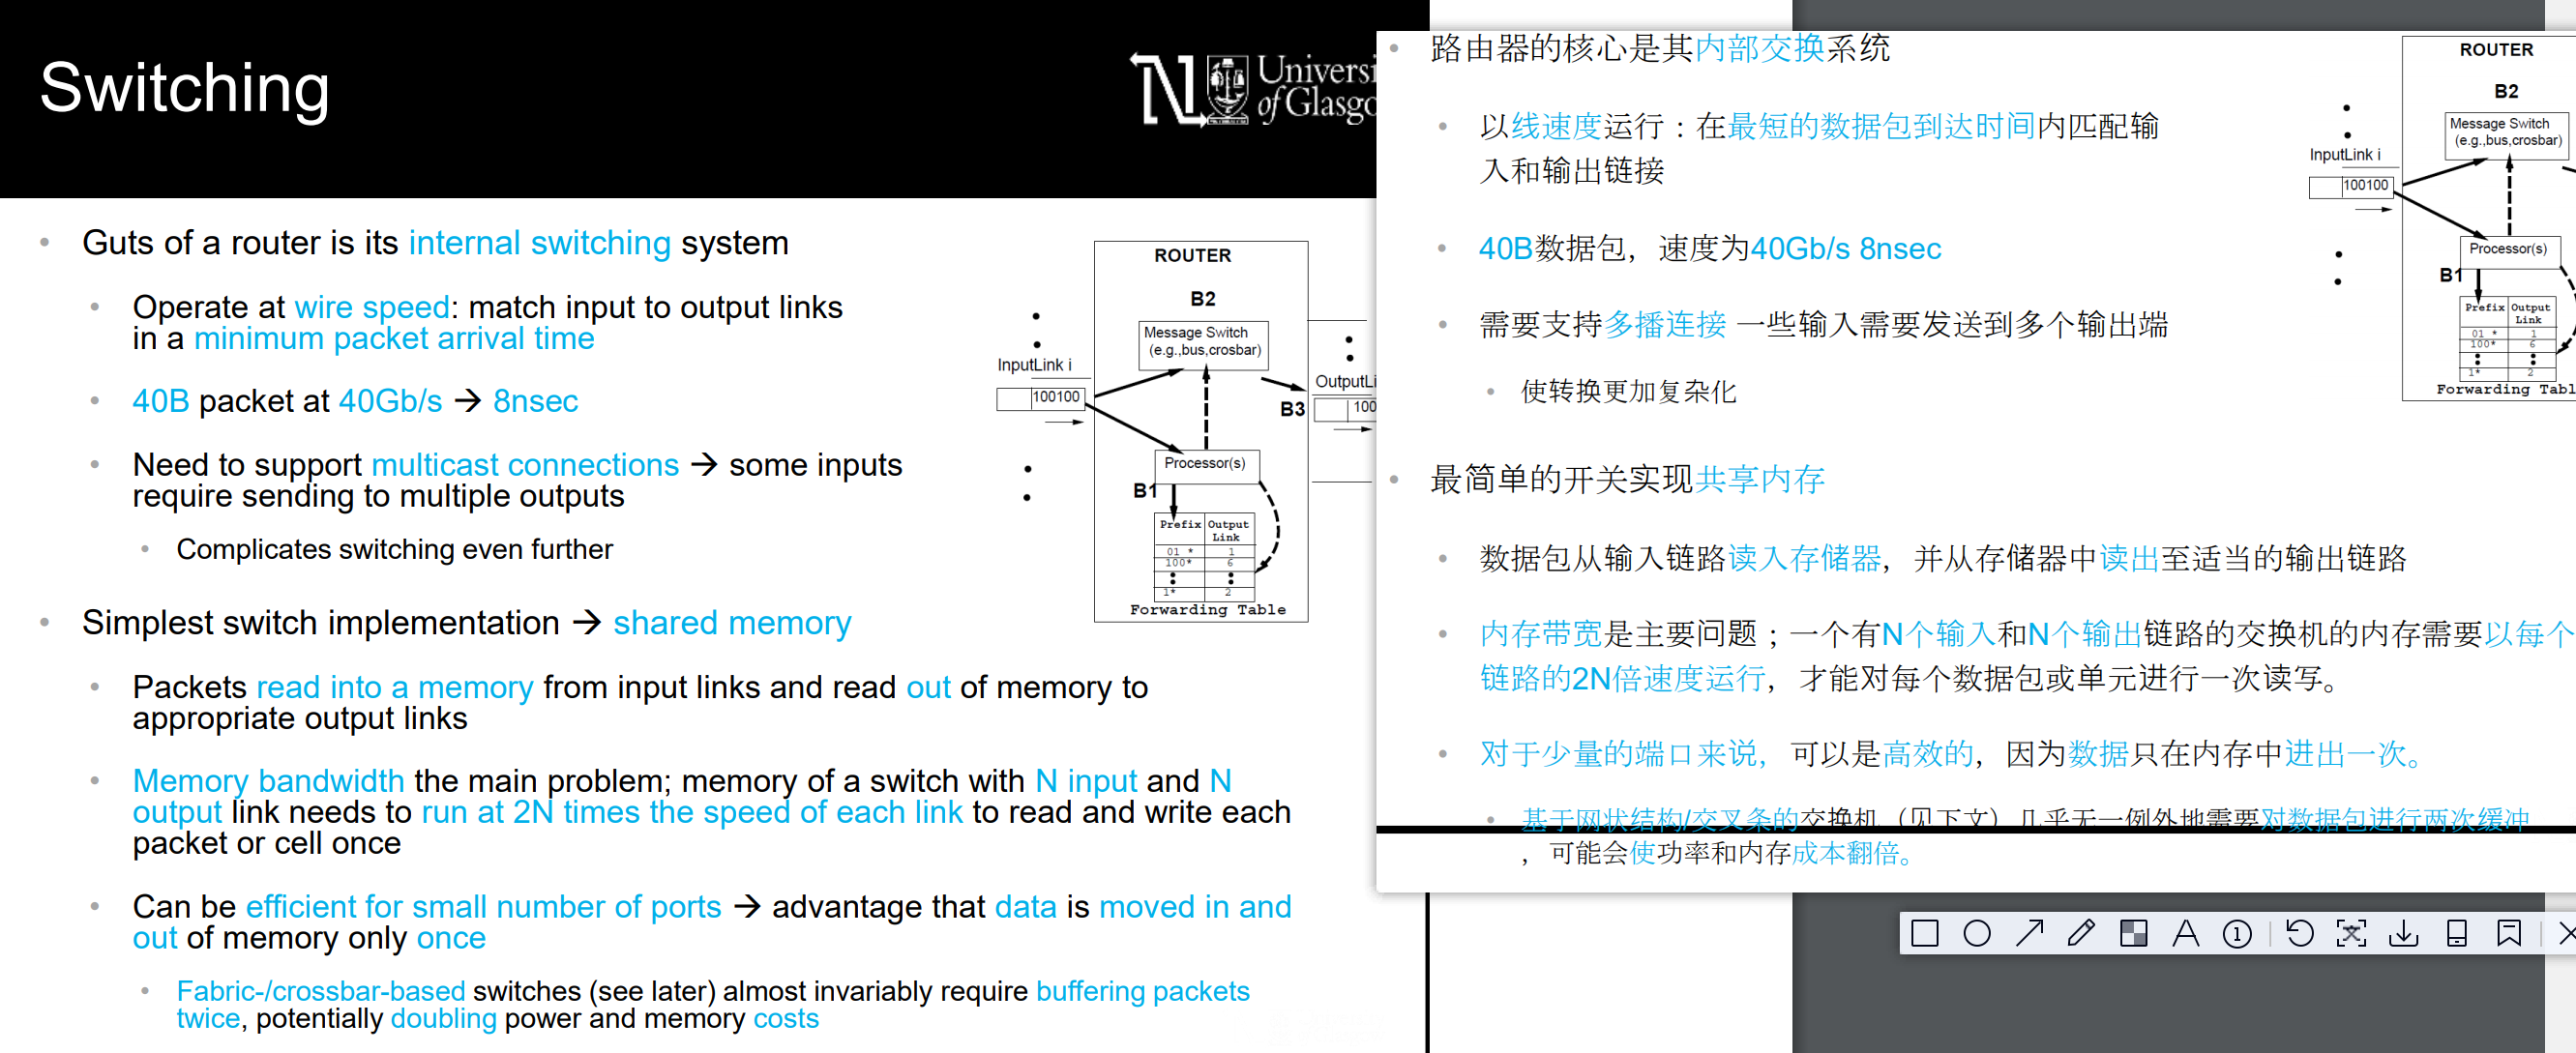 Switching
Universi
of Glasgo
Guts of a router is its internal switching system
Operate at wire speed: match input to output links
in a minimum packet arrival time
40B packet at 40Gb/s → 8nsec
Need to support multicast connections → some inputs
require sending to multiple outputs
Complicates switching even further
Simplest switch implementation → shared memory
Packets read into a memory from input links and read out of memory to
appropriate output links
Memory bandwidth the main problem; memory of a switch with N input and N
output link needs to run at 2N times the speed of each link to read and write each
packet or cell once
Can be efficient for small number of ports → advantage that data is moved in and
out of memory only once
Fabric-/crossbar-based switches (see later) almost invariably require buffering packets
twice, potentially doubling power and memory costs
ROUTER
B2
Message Switch
(e.g.,bus,crosbar)
InputLink i
100100
OutputLi
B3
100
Processor(s)
B1
Prefix Output
Link
01 * 1
100* 6
1* 2
Forwarding Table
路由器的核心是其内部交换系统
以线速度运行：在最短的数据包到达时间内匹配输
入和输出链接
40B数据包，速度为40Gb/s 8nsec
需要支持多播连接 一些输入需要发送到多个输出端
使转换更加复杂化
最简单的开关实现共享内存
数据包从输入链路读入存储器，并从存储器中读出至适当的输出链路
内存带宽是主要问题；一个有N个输入和N个输出链路的交换机的内存需要以每个
链路的2N倍速度运行，才能对每个数据包或单元进行一次读写。
对于少量的端口来说，可以是高效的，因为数据只在内存中进出一次。
基于网状结构/交叉条的交换机（见下文）几乎无一例外地需要对数据包进行两次缓冲
，可能会使功率和内存成本翻倍。
ROUTER
B2
Message Switch
(e.g.,bus,crosbar)
InputLink i
100100
Processor(s)
B1
Prefix Output
Link
01 * 1
100* 6
1* 2
Forwarding Tabl